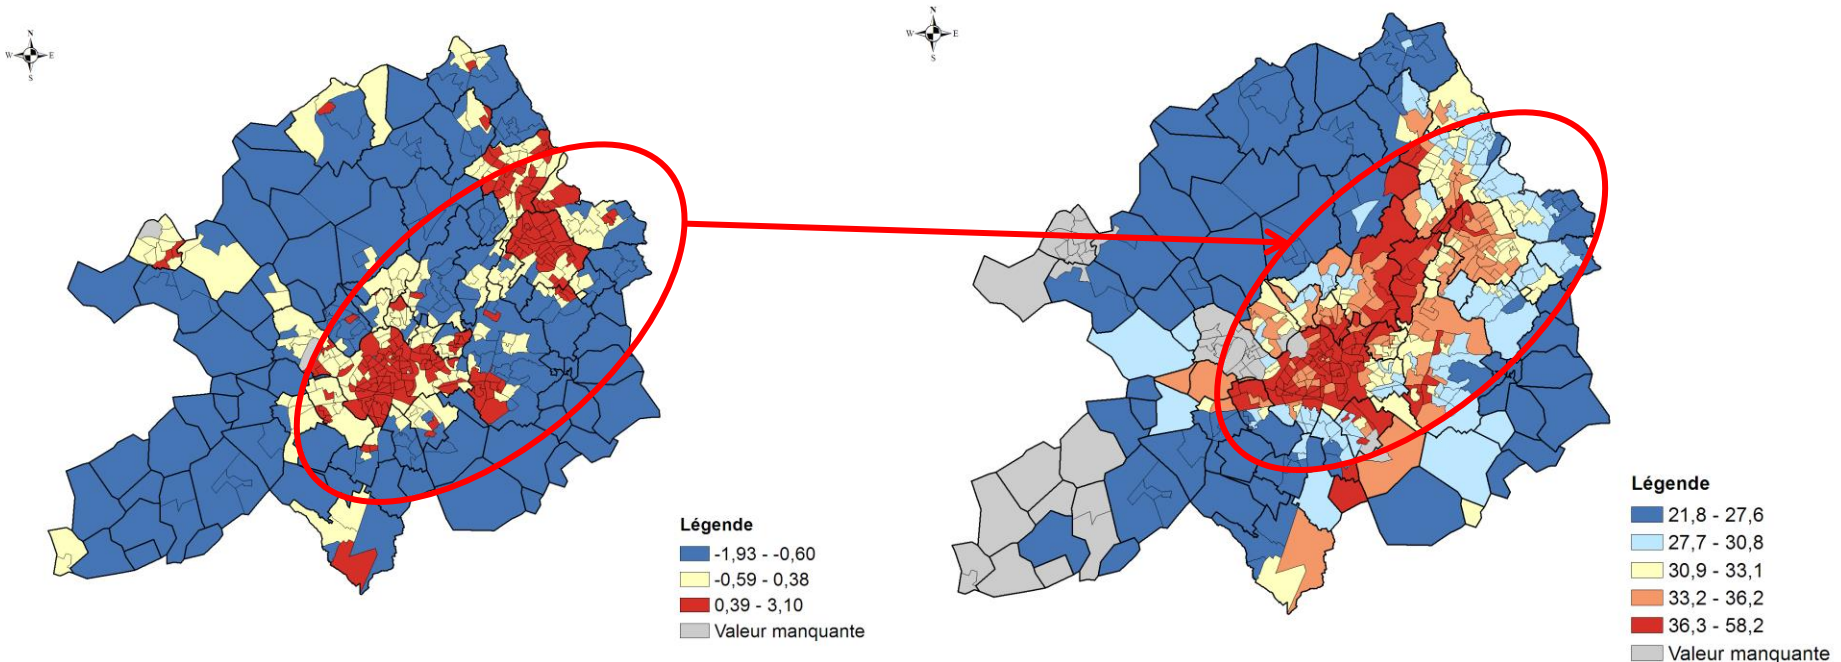 N
W E
S
Légende
-1,93 - -0,60
-0,59 - 0,38
0,39 - 3,10
Valeur manquante
N
W E
S
Légende
21,8 - 27,6
27,7 - 30,8
30,9 - 33,1
33,2 - 36,2
36,3 - 58,2
Valeur manquante